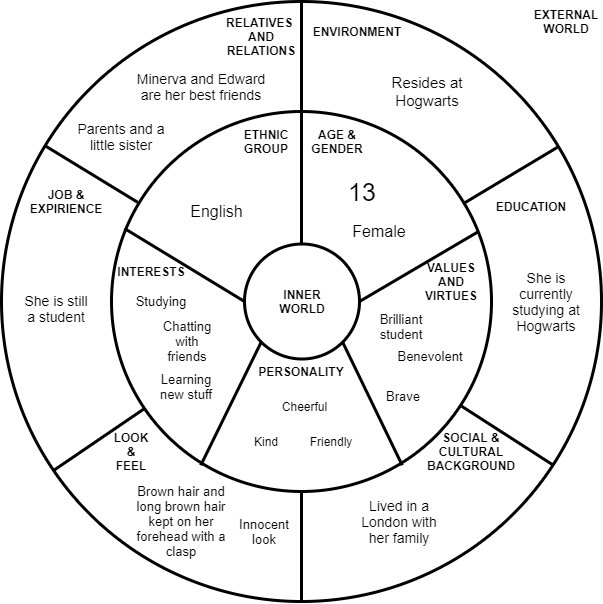 EXTERNAL
WORLD
RELATIVES
AND
RELATIONS
Minerva and Edward
are her best friends
Parents and a
little sister
ENVIRONMENT
Resides at
Hogwarts
JOB &
EXPIRIENCE
She is still
a student
ETHNIC
GROUP
English
AGE &
GENDER
13
Female
EDUCATION
She is
currently
studying at
Hogwarts
INTERESTS
Studying
Chatting
with
friends
Learning
new stuff
INNER
WORLD
VALUES
AND
VIRTUES
Brilliant
student
Benevolent
Brave
PERSONALITY
Cheerful
Kind
Friendly
LOOK
&
FEEL
Brown hair and
long brown hair
kept on her
forehead with a
clasp
Innocent
look
SOCIAL &
CULTURAL
BACKGROUND
Lived in a
London with
her family